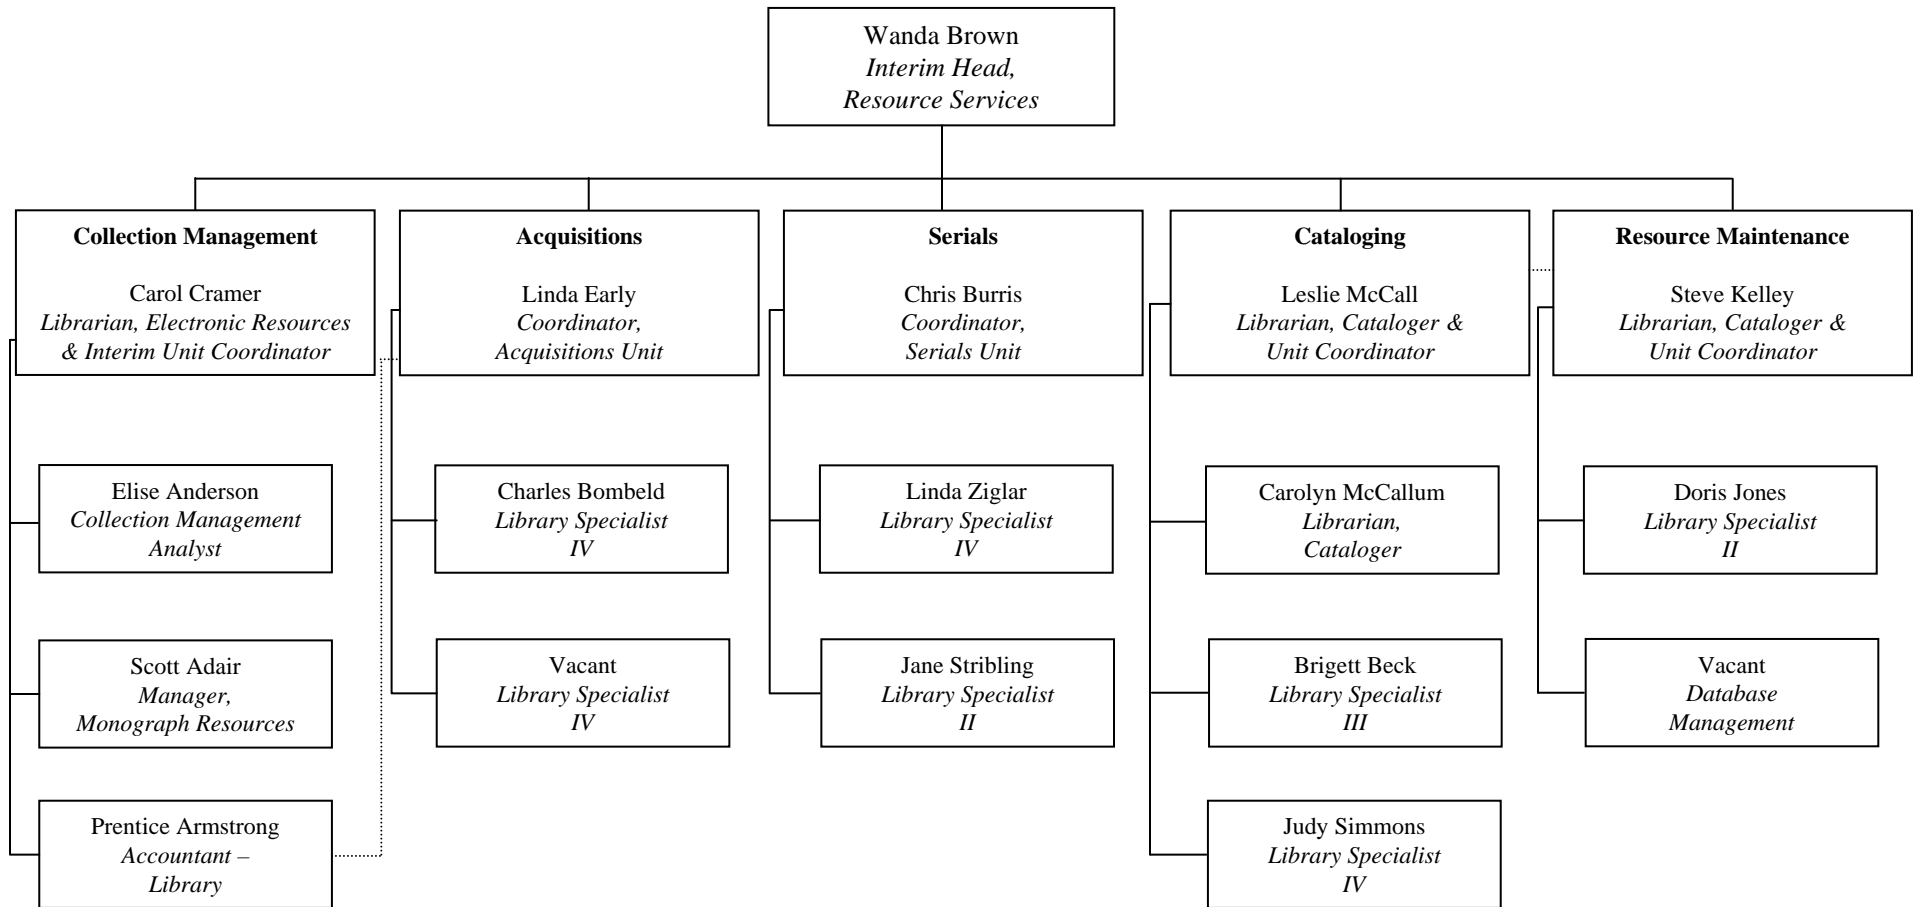 Wanda Brown
Interim Head,
Resource Services
Collection Management
Carol Cramer
Librarian, Electronic Resources
& Interim Unit Coordinator
Elise Anderson
Collection Management
Analyst
Scott Adair
Manager,
Monograph Resources
Prentice Armstrong
Accountant –
Library
Acquisitions
Linda Early
Coordinator,
Acquisitions Unit
Charles Bombeld
Library Specialist
IV
Vacant
Library Specialist
IV
Serials
Chris Burris
Coordinator,
Serials Unit
Linda Ziglar
Library Specialist
IV
Jane Stribling
Library Specialist
II
Cataloging
Leslie McCall
Librarian, Cataloger &
Unit Coordinator
Carolyn McCallum
Librarian,
Cataloger
Brigett Beck
Library Specialist
III
Judy Simmons
Library Specialist
IV
Resource Maintenance
Steve Kelley
Librarian, Cataloger &
Unit Coordinator
Doris Jones
Library Specialist
II
Vacant
Database
Management